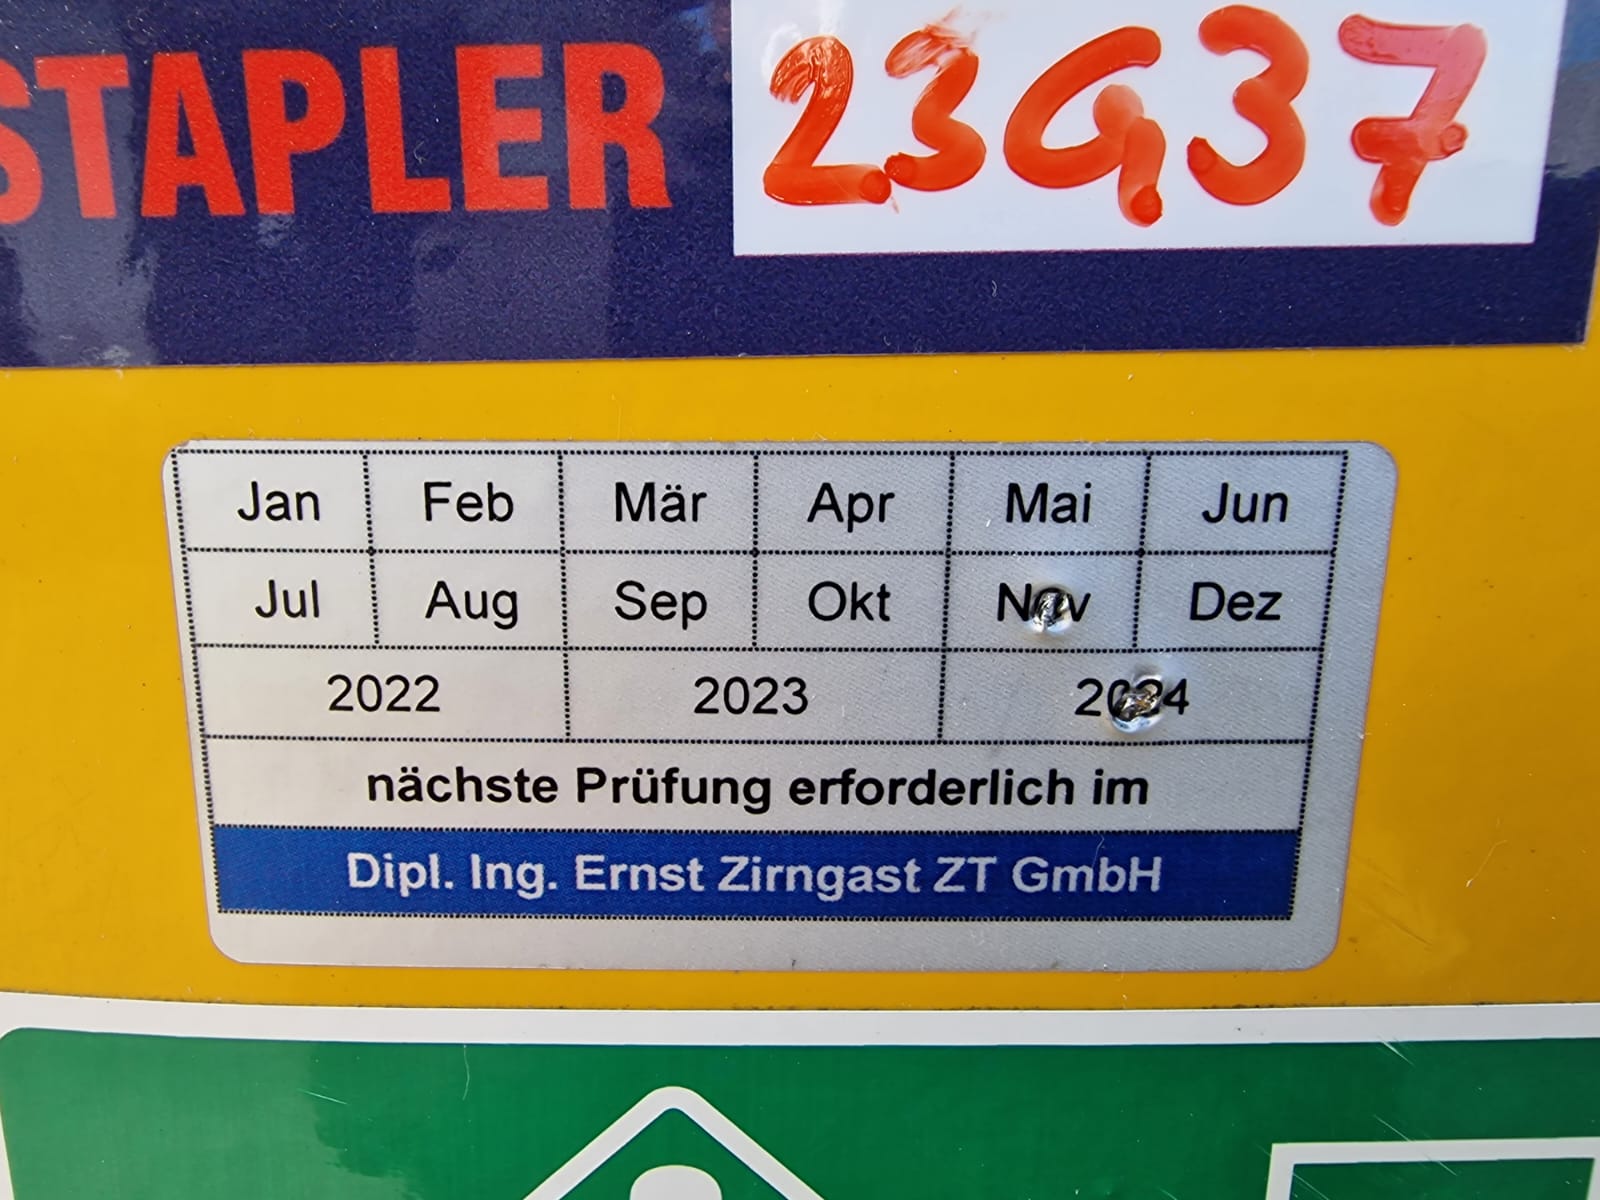 STAPLER
23G37
Jan Feb Mär Apr Mai Jun
Jul Aug Sep Okt Nov Dez
2022 2023 2024
nächste Prüfung erforderlich im
Dipl. Ing. Ernst Zirngast ZT GmbH